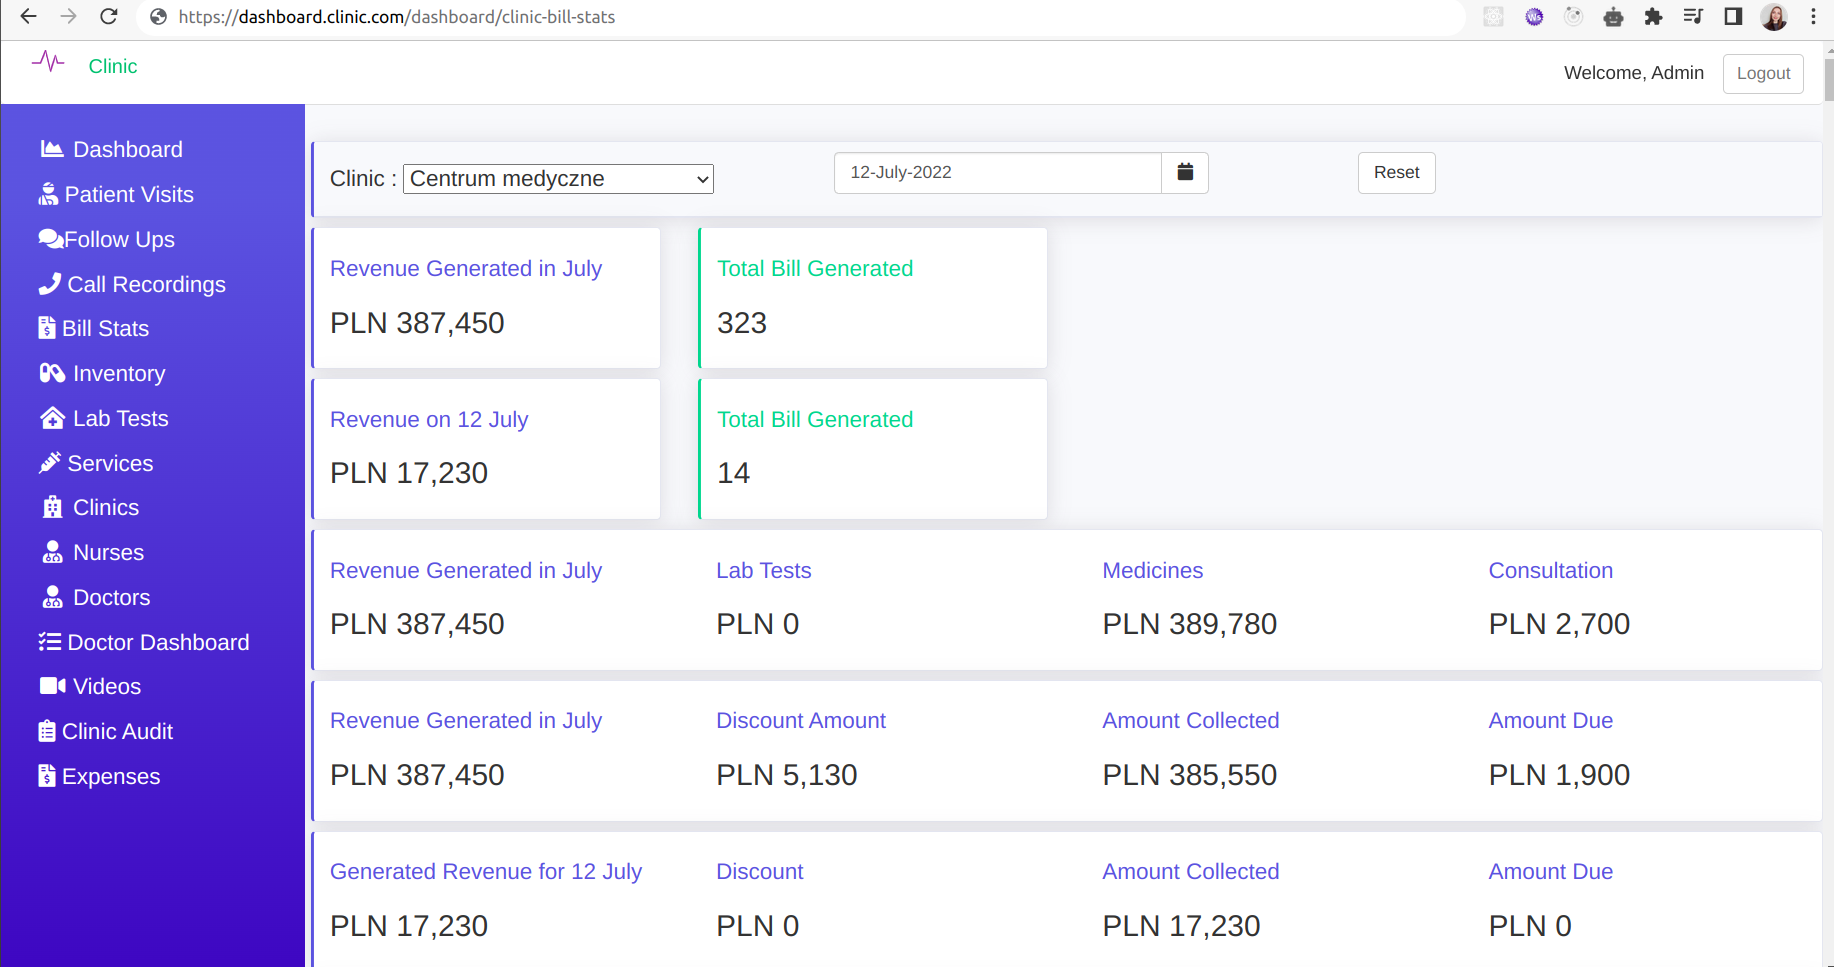 https://dashboard.clinic.com/dashboard/clinic-bill-stats
Clinic
Welcome, Admin
Logout
Dashboard
Patient Visits
Follow Ups
Call Recordings
Bill Stats
Inventory
Lab Tests
Services
Clinics
Nurses
Doctors
Doctor Dashboard
Videos
Clinic Audit
Expenses
Clinic : Centrum medyczne
12-July-2022
Reset
Revenue Generated in July
PLN 387,450
Total Bill Generated
323
Revenue on 12 July
PLN 17,230
Total Bill Generated
14
Revenue Generated in July
PLN 387,450
Lab Tests
PLN 0
Medicines
PLN 389,780
Consultation
PLN 2,700
Revenue Generated in July
PLN 387,450
Discount Amount
PLN 5,130
Amount Collected
PLN 385,550
Amount Due
PLN 1,900
Generated Revenue for 12 July
PLN 17,230
Discount
PLN 0
Amount Collected
PLN 17,230
Amount Due
PLN 0